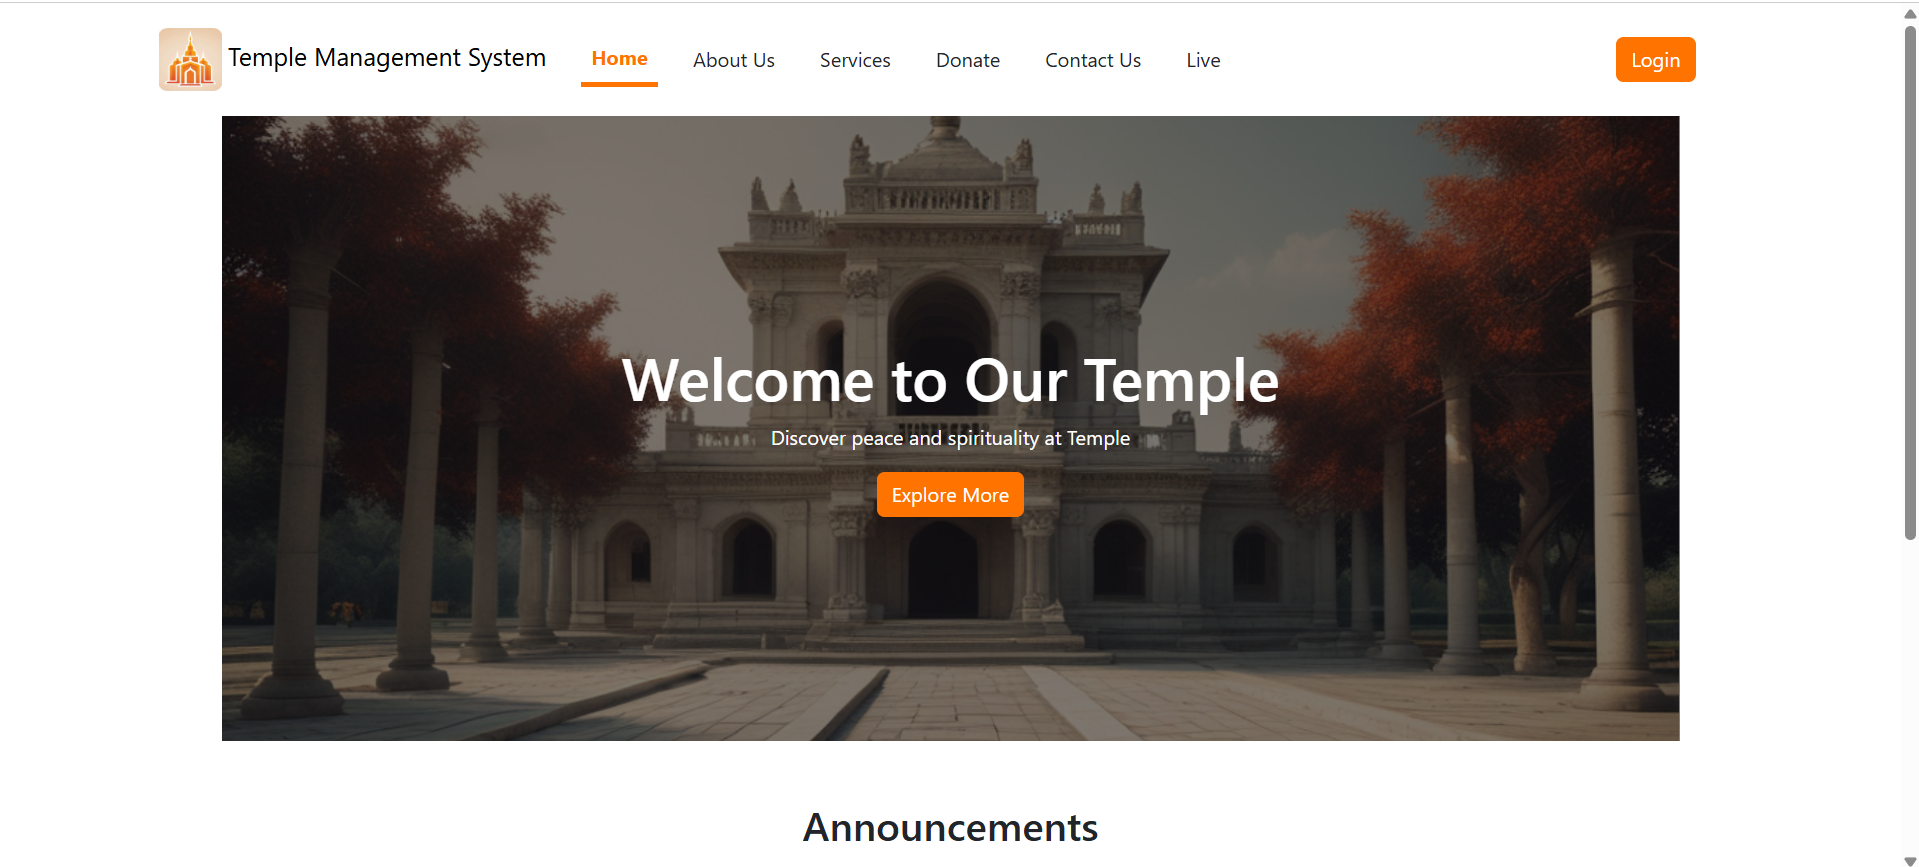 Temple Management System
Home
About Us
Services
Donate
Contact Us
Live
Login
Welcome to Our Temple
Discover peace and spirituality at Temple
Explore More
Announcements